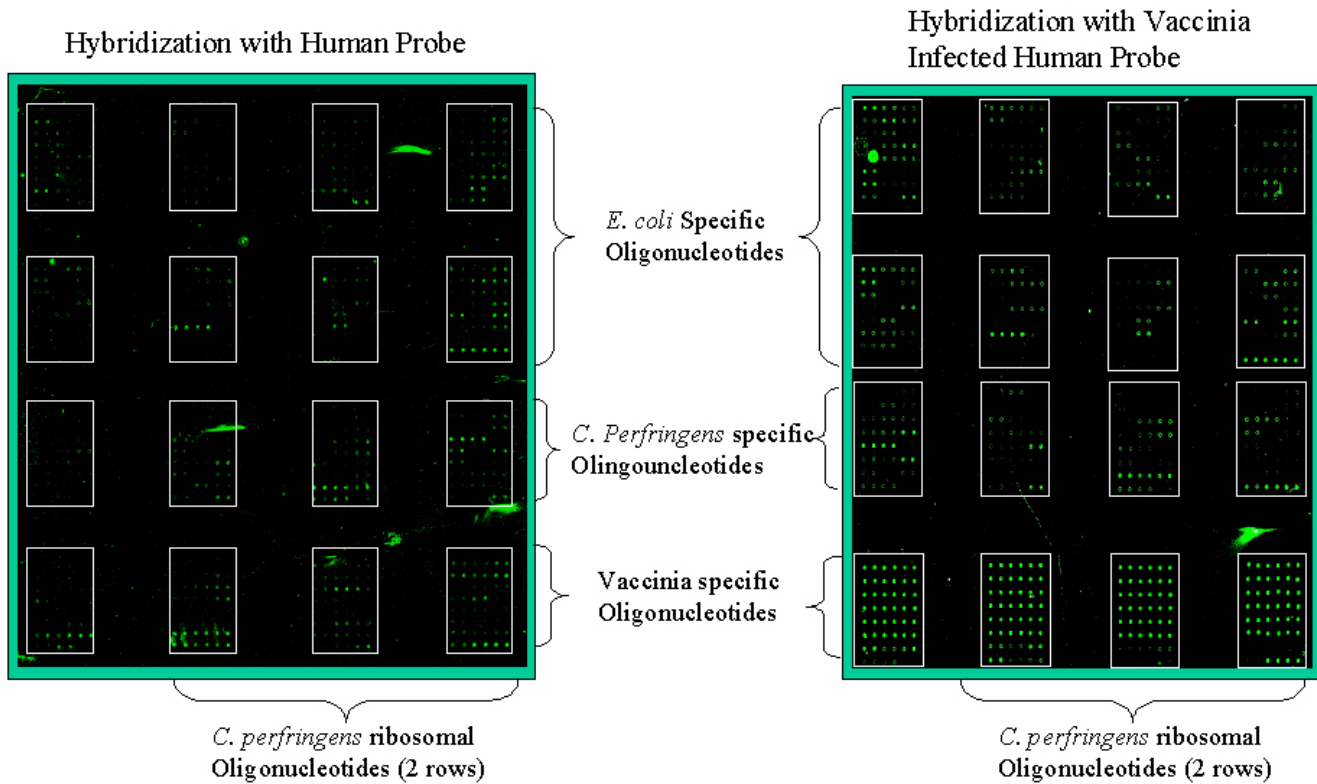 Hybridization with Human Probe
Hybridization with Vaccinia
Infected Human Probe
E. coli Specific
Oligonucleotides
C. Perfringens specific
Olingouncleotides
Vaccinia specific
Oligonucleotides
C. perfringens ribosomal
Oligonucleotides (2 rows)
C. perfringens ribosomal
Oligonucleotides (2 rows)